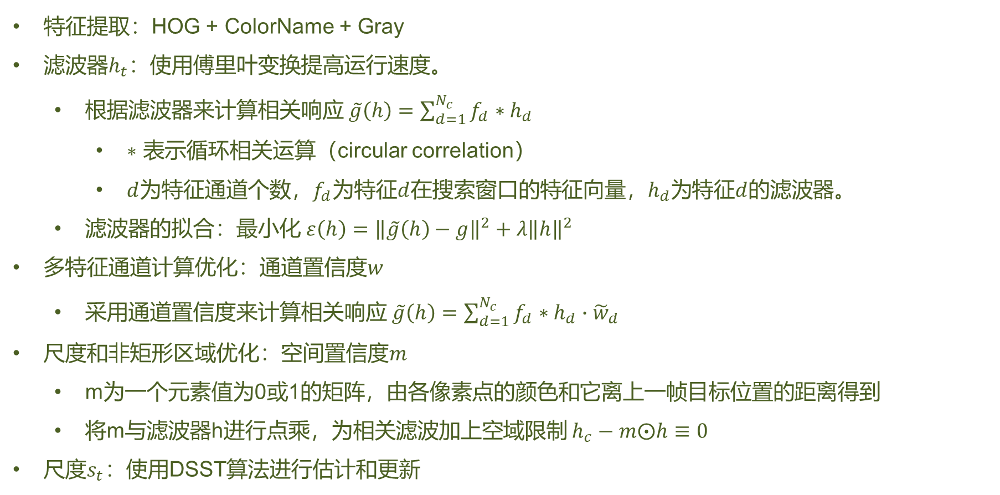 • 特征提取：HOG + ColorName + Gray
• 滤波器$h_t$：使用傅里叶变换提高运行速度。
• 根据滤波器来计算相关响应 $\tilde{g}(h) = \sum_{d=1}^{N_c} f_d * h_d$
• $*$ 表示循环相关运算（circular correlation）
• $d$为特征通道个数，$f_d$为特征$d$在搜索窗口的特征向量，$h_d$为特征$d$的滤波器。
• 滤波器的拟合：最小化 $\varepsilon(h) = \|\tilde{g}(h) - g\|^2 + \lambda\|h\|^2$
• 多特征通道计算优化：通道置信度$w$
• 采用通道置信度来计算相关响应 $\tilde{g}(h) = \sum_{d=1}^{N_c} f_d * h_d \cdot \widetilde{w}_d$
• 尺度和非矩形区域优化：空间置信度$m$
• m为一个元素值为0或1的矩阵，由各像素点的颜色和它离上一帧目标位置的距离得到
• 将m与滤波器h进行点乘，为相关滤波加上空域限制 $h_c - m \odot h \equiv 0$
• 尺度$s_t$：使用DSST算法进行估计和更新